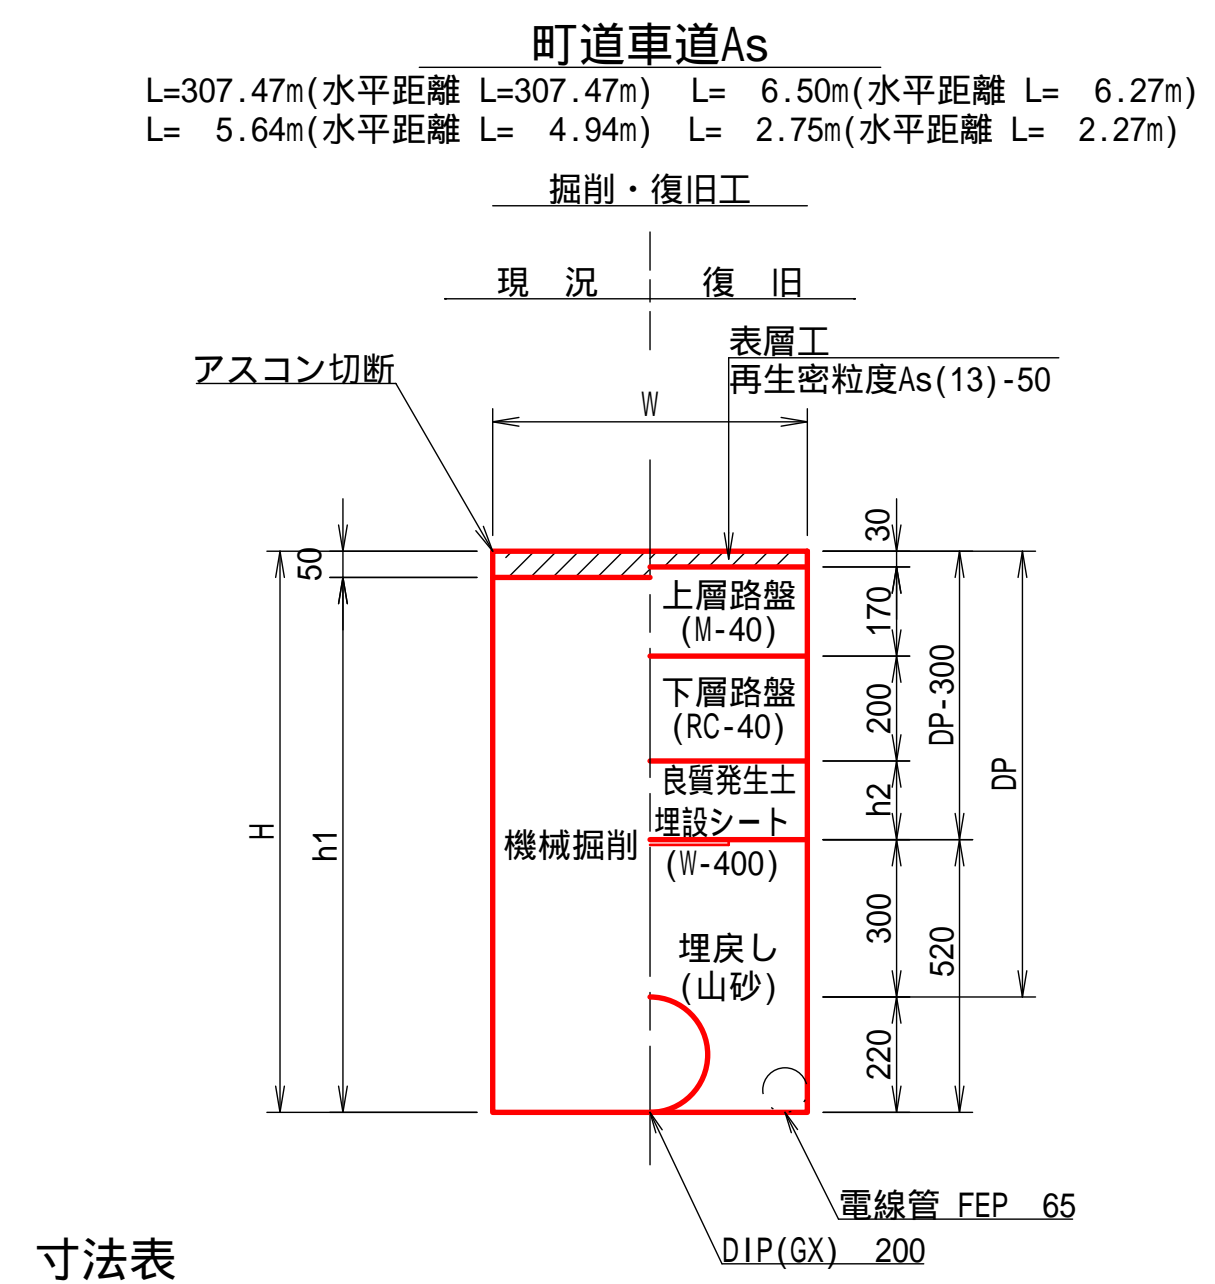 町道車道As
L=307.47m(水平距離 L=307.47m)  L=  6.50m(水平距離 L=  6.27m)
L=  5.64m(水平距離 L=  4.94m)  L=  2.75m(水平距離 L=  2.27m)
掘削・復旧工
現 況
復 旧
アスコン切断
表層工
再生密粒度As(13)-50
W
50
H
h1
機械掘削
上層路盤
(M-40)
下層路盤
(RC-40)
良質発生土
埋設シート
(W-400)
埋戻し
(山砂)
30
170
200
h2
300
220
DP-300
520
DP
電線管 FEP  65
DIP(GX)  200
寸法表